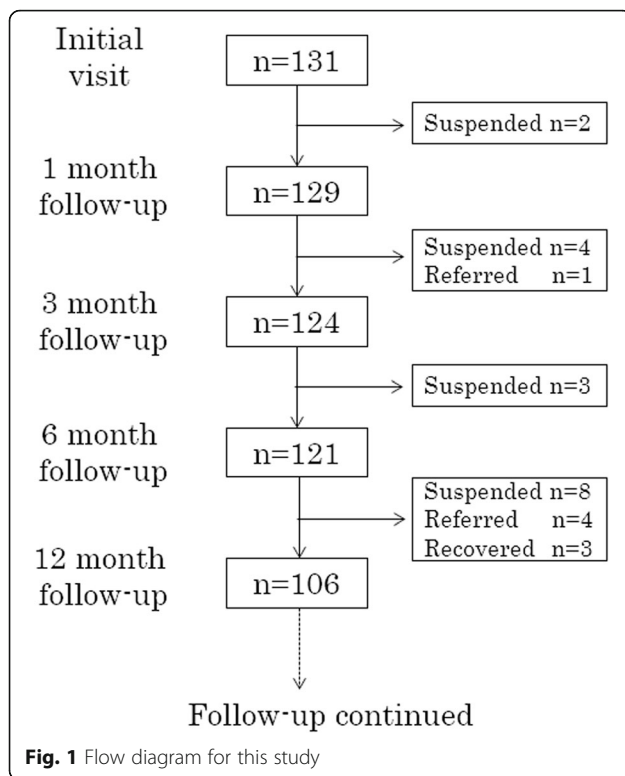 Initial
visit
n=131
Suspended n=2
1 month
follow-up
n=129
Suspended n=4
Referred n=1
3 month
follow-up
n=124
Suspended n=3
6 month
follow-up
n=121
Suspended n=8
Referred n=4
Recovered n=3
12 month
follow-up
n=106
Follow-up continued
Fig. 1 Flow diagram for this study